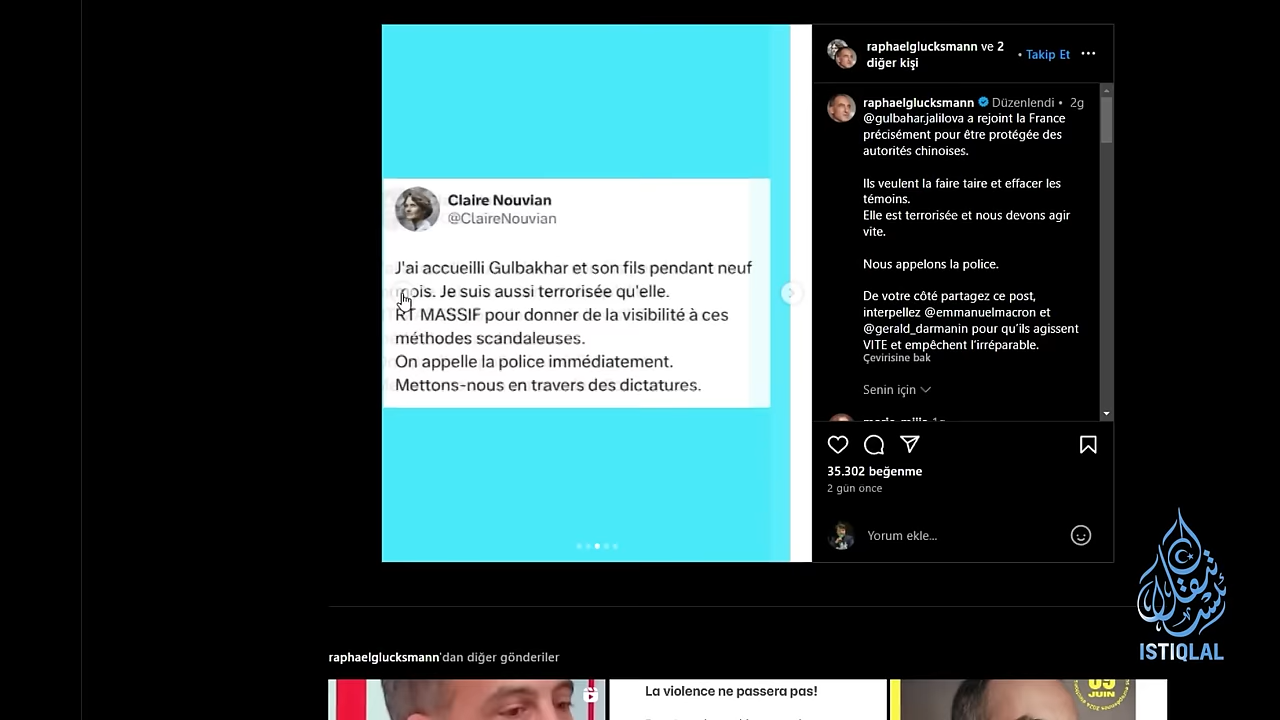 Claire Nouvian
@ClaireNouvian
J'ai accueilli Gulbakhar et son fils pendant neuf
mois. Je suis aussi terrorisée qu'elle.
RT MASSIF pour donner de la visibilité à ces
méthodes scandaleuses.
On appelle la police immédiatement.
Mettons-nous en travers des dictatures.
raphaelglucksmann ve 2
diğer kişi
• Takip Et
raphaelglucksmann Düzenlendi • 2g
@gulbahar.jalilova a rejoint la France
précisément pour être protégée des
autorités chinoises.
Ils veulent la faire taire et effacer les
témoins.
Elle est terrorisée et nous devons agir
vite.
Nous appelons la police.
De votre côté partagez ce post,
interpellez @emmanuelmacron et
@gerald_darmanin pour qu’ils agissent
VITE et empêchent l’irréparable.
Çevirisine bak
Senin için
35.302 beğenme
2 gün önce
Yorum ekle...
ISTIQLAL
raphaelglucksmann'dan diğer gönderiler
La violence ne passera pas!
JUIN